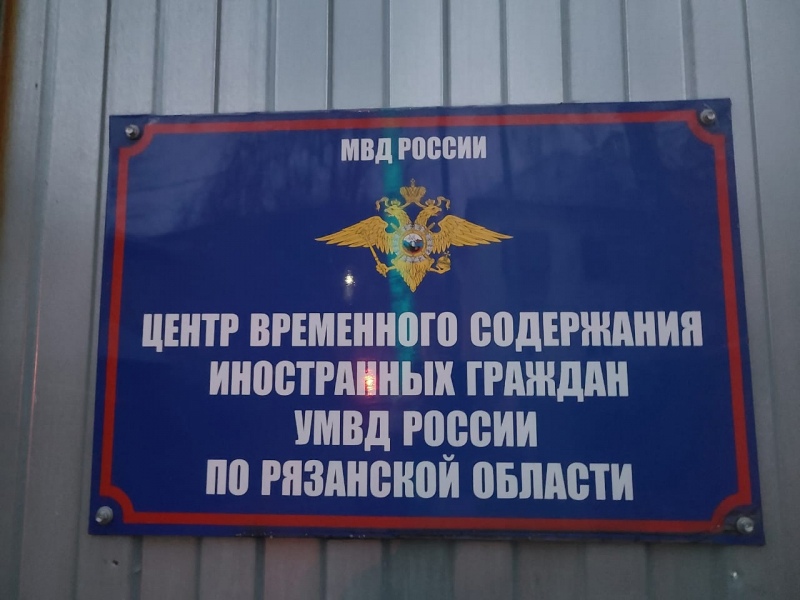 МВД РОССИИ
ЦЕНТР ВРЕМЕННОГО СОДЕРЖАНИЯ
ИНОСТРАННЫХ ГРАЖДАН
УМВД РОССИИ
ПО РЯЗАНСКОЙ ОБЛАСТИ